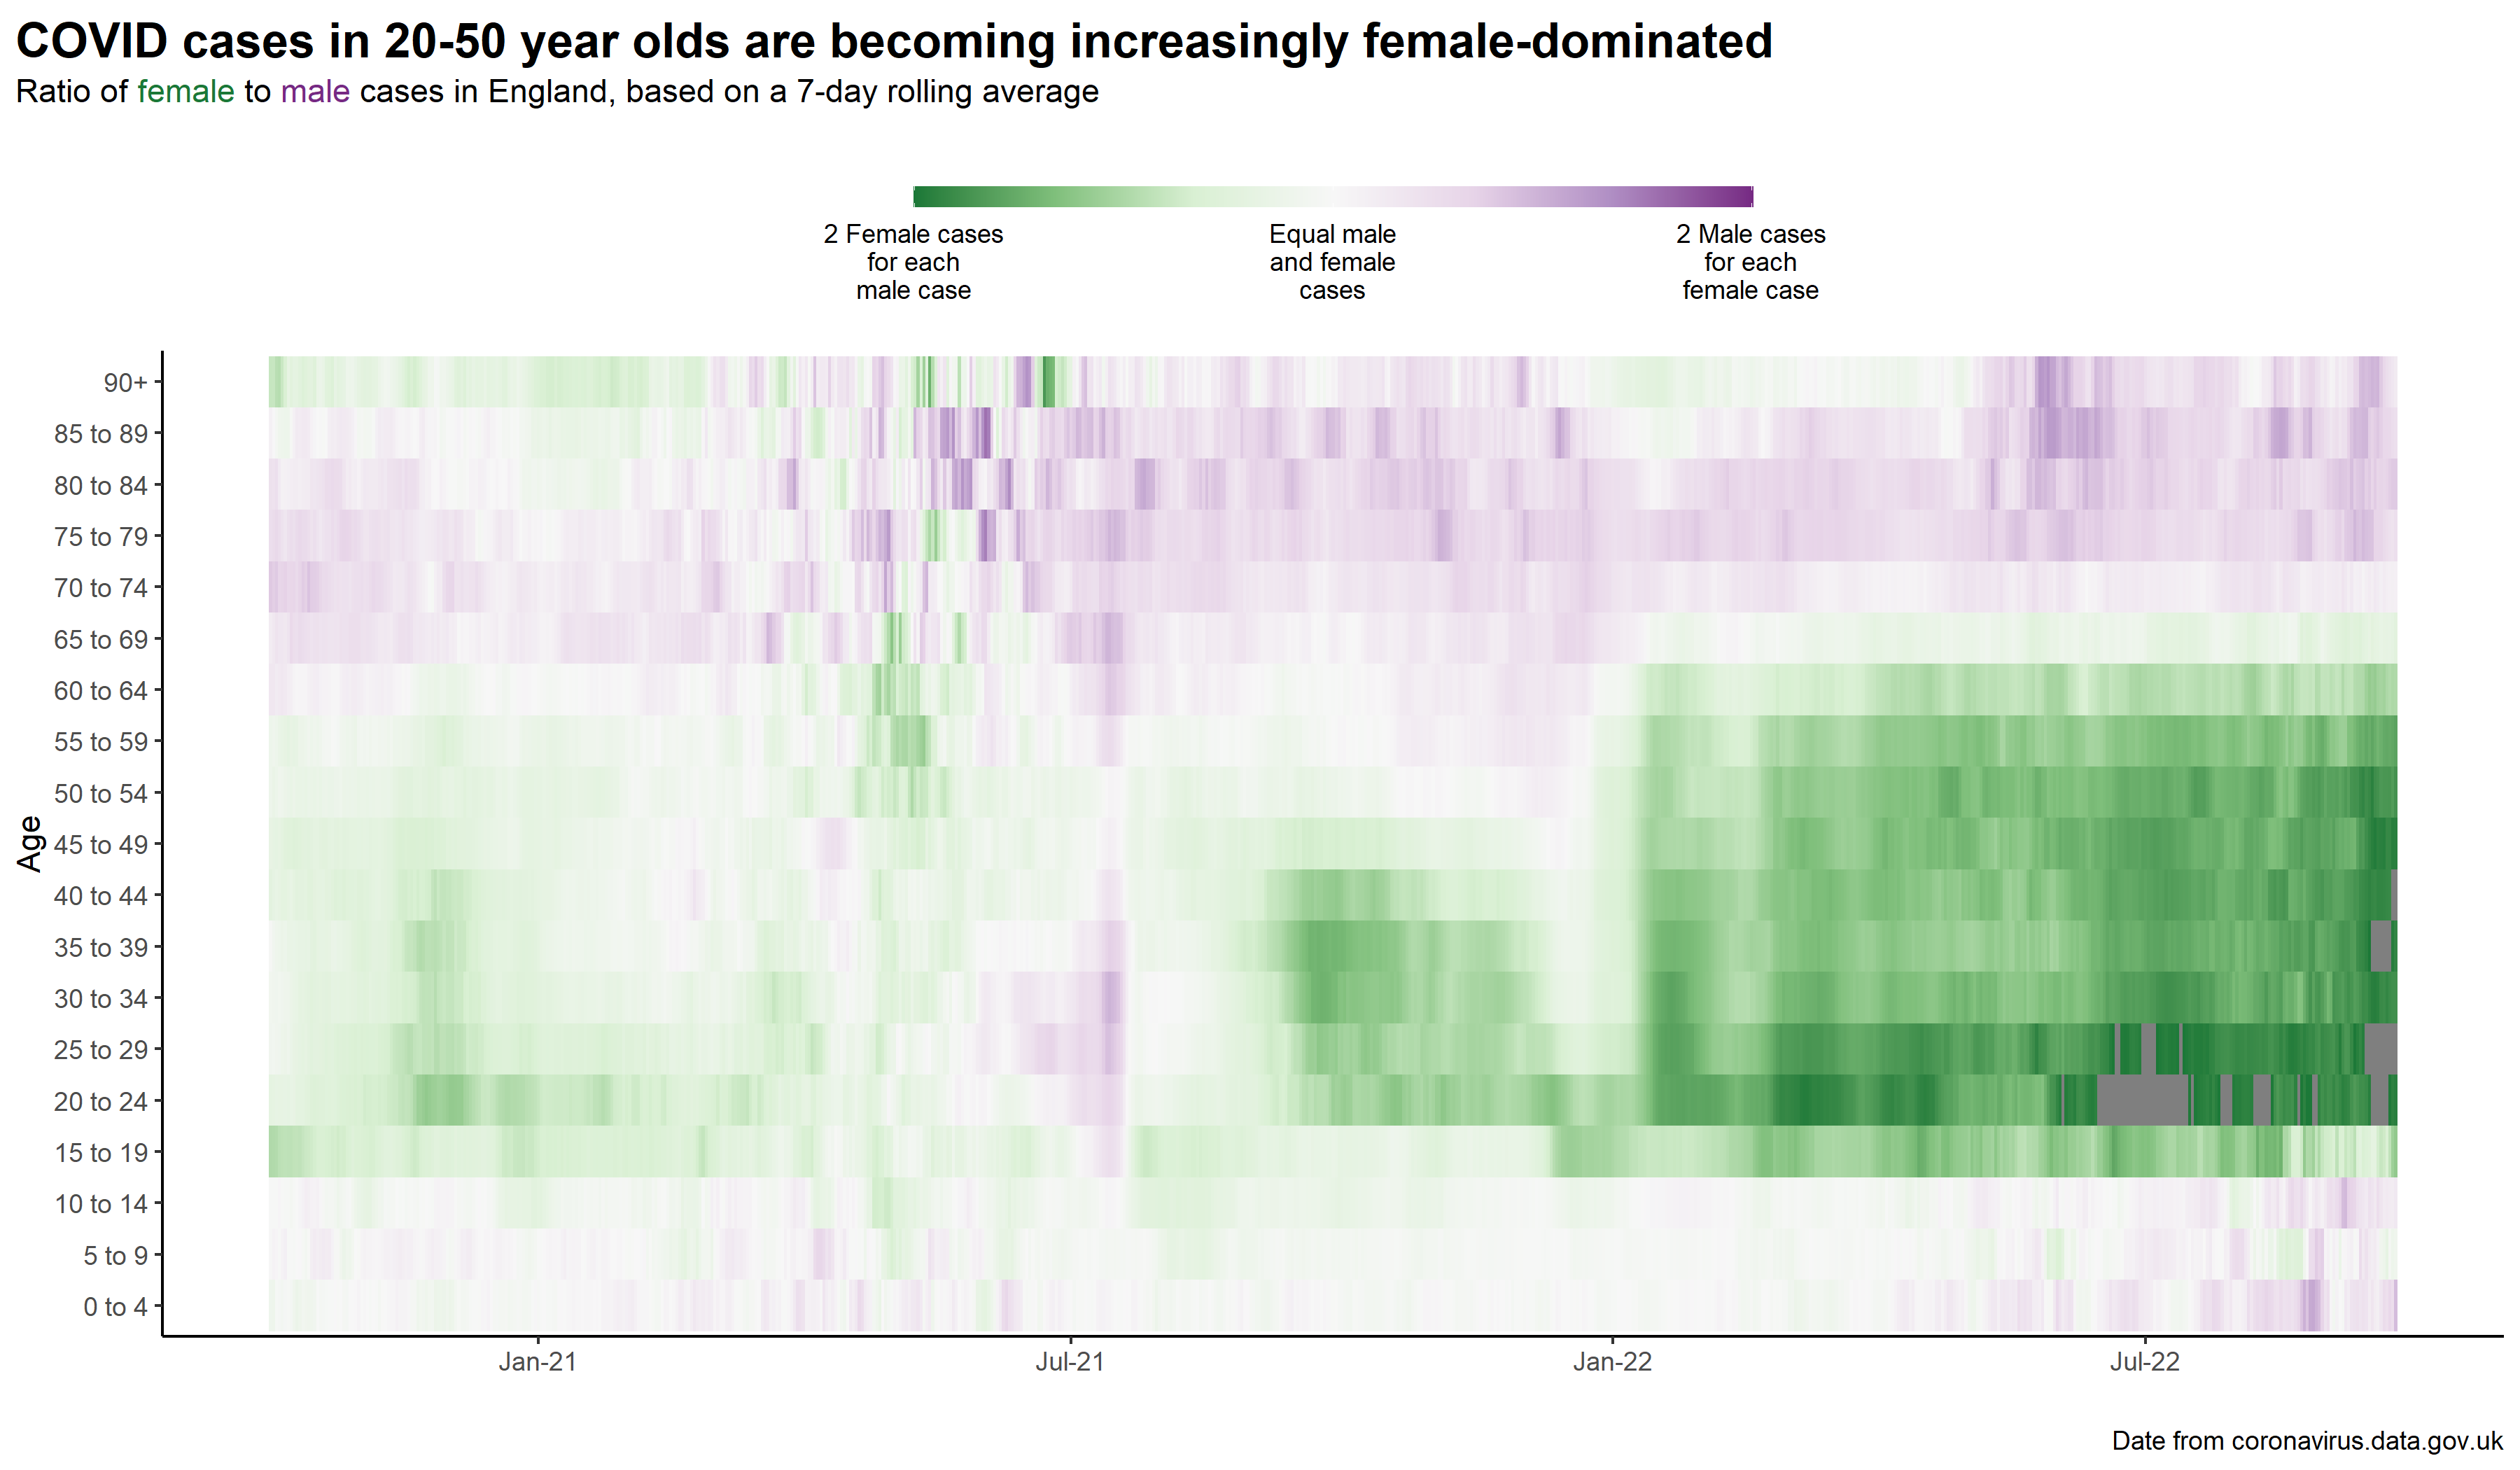 COVID cases in 20-50 year olds are becoming increasingly female-dominated
Ratio of female to male cases in England, based on a 7-day rolling average
2 Female cases
for each
male case
Equal male
and female
cases
2 Male cases
for each
female case
Age
90+
85 to 89
80 to 84
75 to 79
70 to 74
65 to 69
60 to 64
55 to 59
50 to 54
45 to 49
40 to 44
35 to 39
30 to 34
25 to 29
20 to 24
15 to 19
10 to 14
5 to 9
0 to 4
Jan-21
Jul-21
Jan-22
Jul-22
Date from coronavirus.data.gov.uk